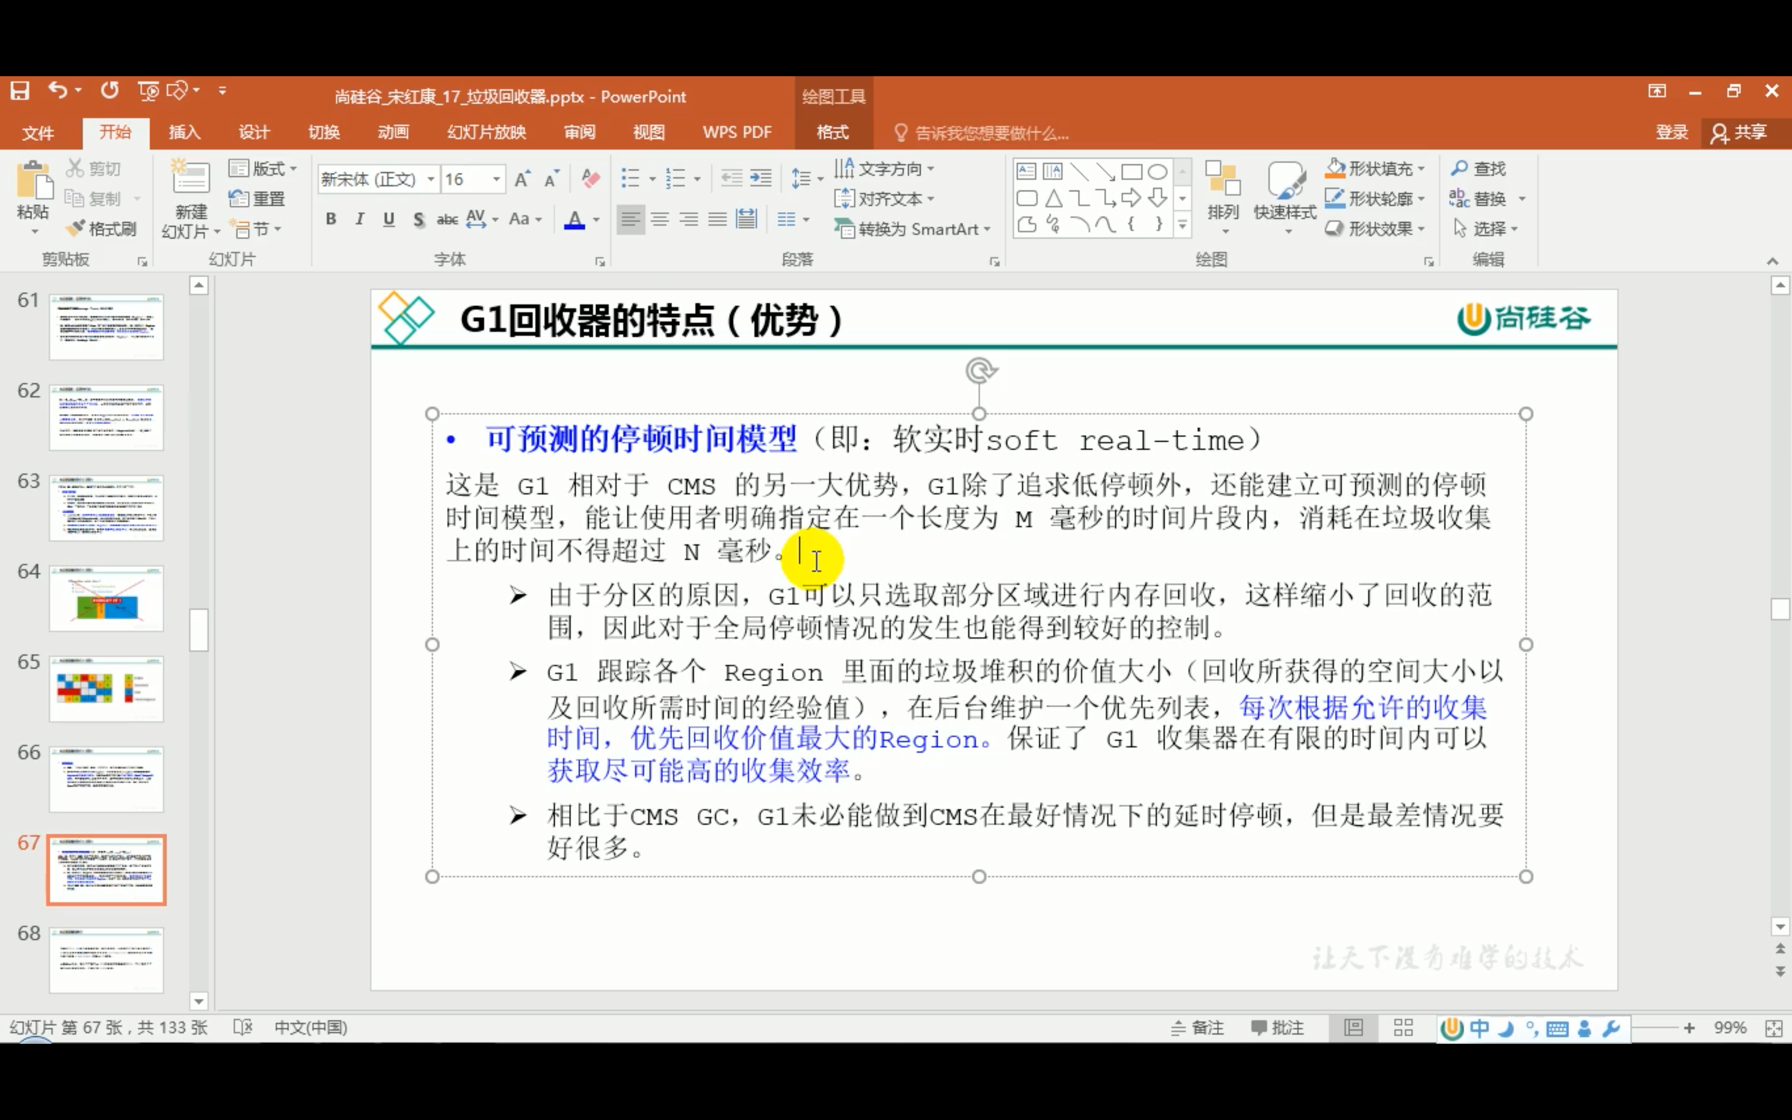 尚硅谷_宋红康_17_垃圾回收器.pptx - PowerPoint
绘图工具
文件 开始 插入 设计 切换 动画 幻灯片放映 审阅 视图 WPS PDF 格式 告诉我您想要做什么... 登录 共享
粘贴
剪切
复制
格式刷
剪贴板
新建
幻灯片
版式
重置
节
幻灯片
新宋体 (正文) 16
B I U S abc AV Aa A
字体
文字方向
对齐文本
转换为 SmartArt
段落
排列
快速样式
形状填充
形状轮廓
形状效果
绘图
查找
替换
选择
编辑
61
62
63
64
65
66
67
68
G1回收器的特点（优势）
尚硅谷
• 可预测的停顿时间模型（即：软实时soft real-time）
这是 G1 相对于 CMS 的另一大优势，G1除了追求低停顿外，还能建立可预测的停顿
时间模型，能让使用者明确指定在一个长度为 M 毫秒的时间片段内，消耗在垃圾收集
上的时间不得超过 N 毫秒。
➢ 由于分区的原因，G1可以只选取部分区域进行内存回收，这样缩小了回收的范
围，因此对于全局停顿情况的发生也能得到较好的控制。
➢ G1 跟踪各个 Region 里面的垃圾堆积的价值大小（回收所获得的空间大小以
及回收所需时间的经验值），在后台维护一个优先列表，每次根据允许的收集
时间，优先回收价值最大的Region。保证了 G1 收集器在有限的时间内可以
获取尽可能高的收集效率。
➢ 相比于CMS GC，G1未必能做到CMS在最好情况下的延时停顿，但是最差情况要
好很多。
让天下没有难学的技术
幻灯片 第 67 张，共 133 张 中文(中国) 备注 批注 中 99%